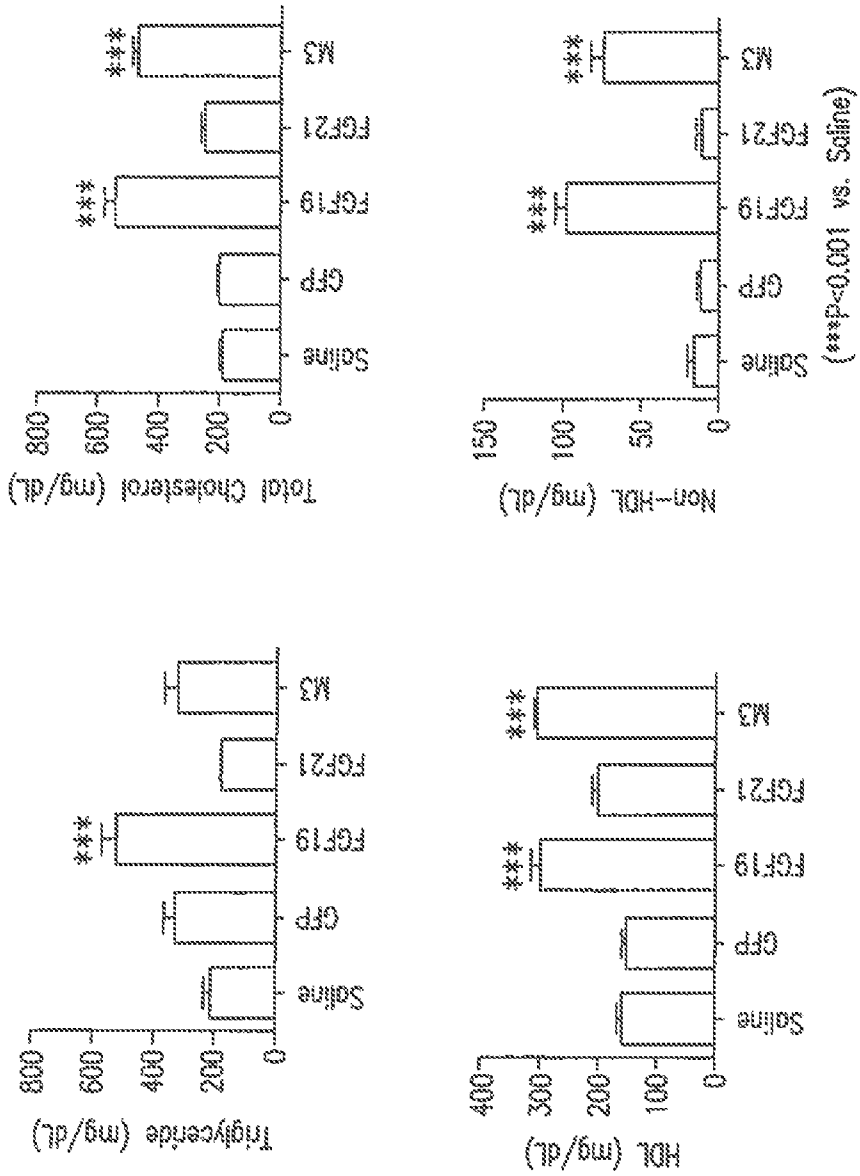 Triglyceride (mg/dL)
800
600
400
200
0
***
Saline
GFP
FGF19
FGF21
M3
Total Cholesterol (mg/dL)
800
600
400
200
0
***
***
Saline
GFP
FGF19
FGF21
M3
HDL (mg/dL)
400
300
200
100
0
***
***
Saline
GFP
FGF19
FGF21
M3
Non-HDL (mg/dL)
150
100
50
0
***
***
Saline
GFP
FGF19
FGF21
M3
(***P<0.001 vs. Saline)